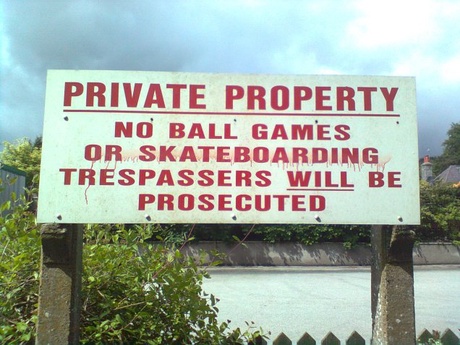 PRIVATE PROPERTY
NO BALL GAMES
OR SKATEBOARDING
TRESPASSERS WILL BE
PROSECUTED